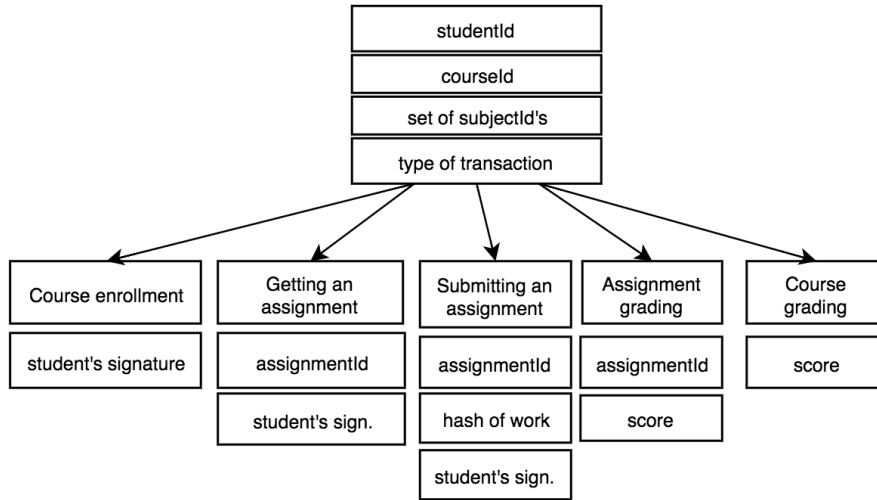 studentId
courseId
set of subjectId's
type of transaction
Course enrollment
student's signature
Getting an
assignment
assignmentId
student's sign.
Submitting an
assignment
assignmentId
hash of work
student's sign.
Assignment
grading
assignmentId
score
Course
grading
score